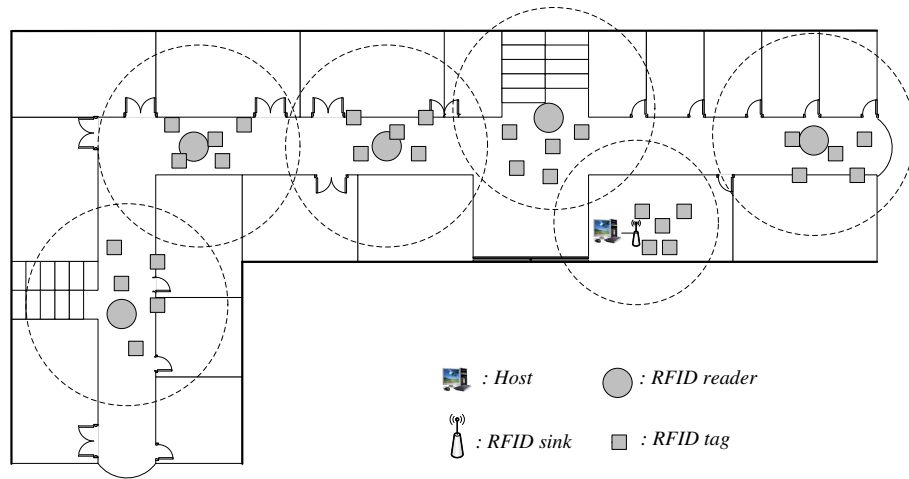 : Host
: RFID reader
: RFID sink
: RFID tag